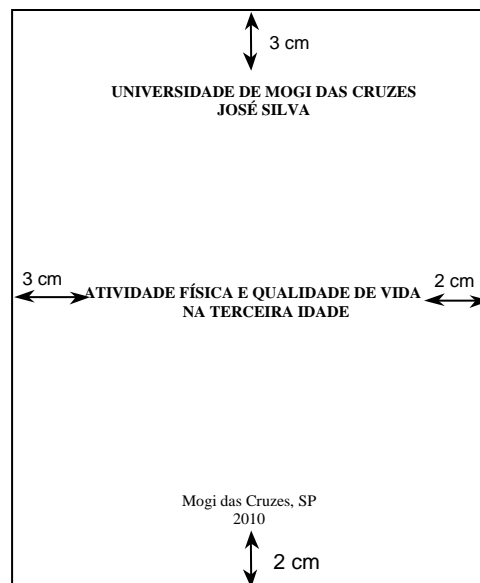 3 cm
UNIVERSIDADE DE MOGI DAS CRUZES
JOSÉ SILVA
3 cm
ATIVIDADE FÍSICA E QUALIDADE DE VIDA
NA TERCEIRA IDADE
2 cm
Mogi das Cruzes, SP
2010
2 cm